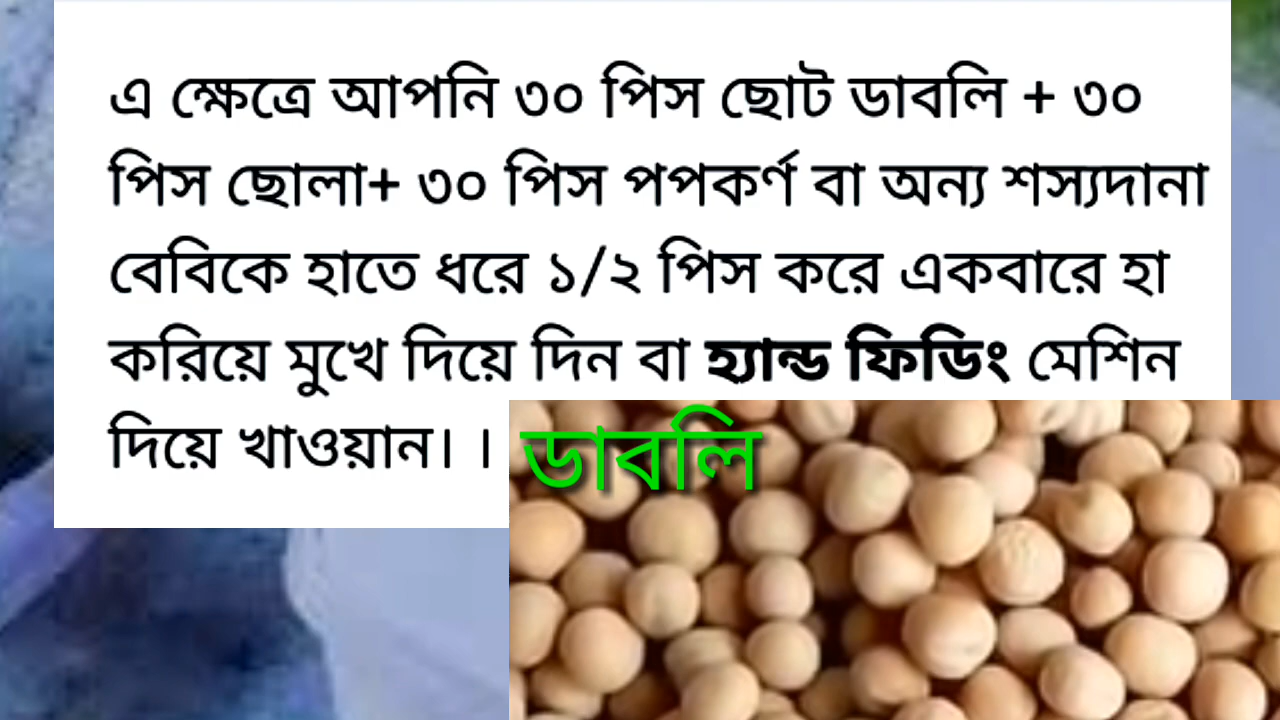 এ ক্ষেত্রে আপনি ৩০ পিস ছোট ডাবলি + ৩০
পিস ছোলা+ ৩০ পিস পপকর্ণ বা অন্য শস্যদানা
বেবিকে হাতে ধরে ১/২ পিস করে একবারে হা
করিয়ে মুখে দিয়ে দিন বা হ্যান্ড ফিডিং মেশিন
দিয়ে খাওয়ান। ।
ডাবলি